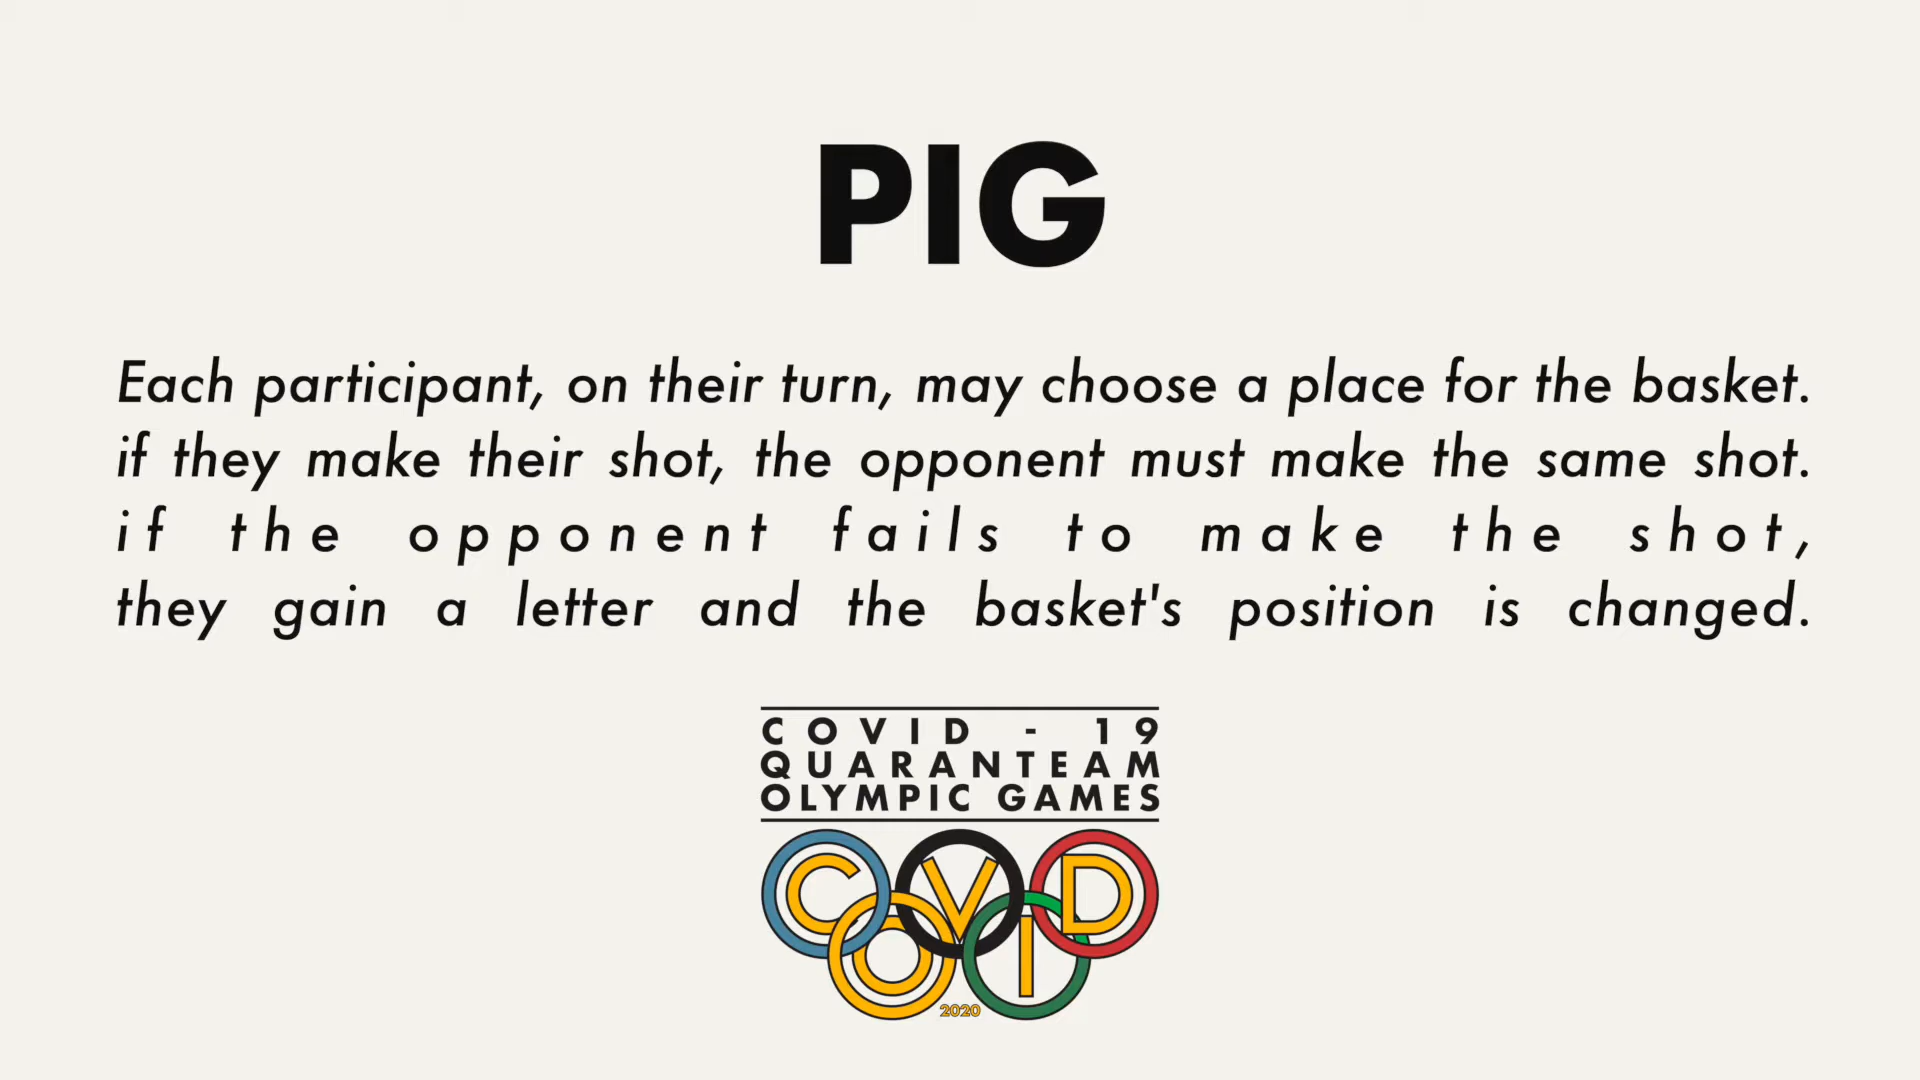 PIG
Each participant, on their turn, may choose a place for the basket.
if they make their shot, the opponent must make the same shot.
if the opponent fails to make the shot,
they gain a letter and the basket's position is changed.
COVID - 19
QUARANTEAM
OLYMPIC GAMES
COVID
2020